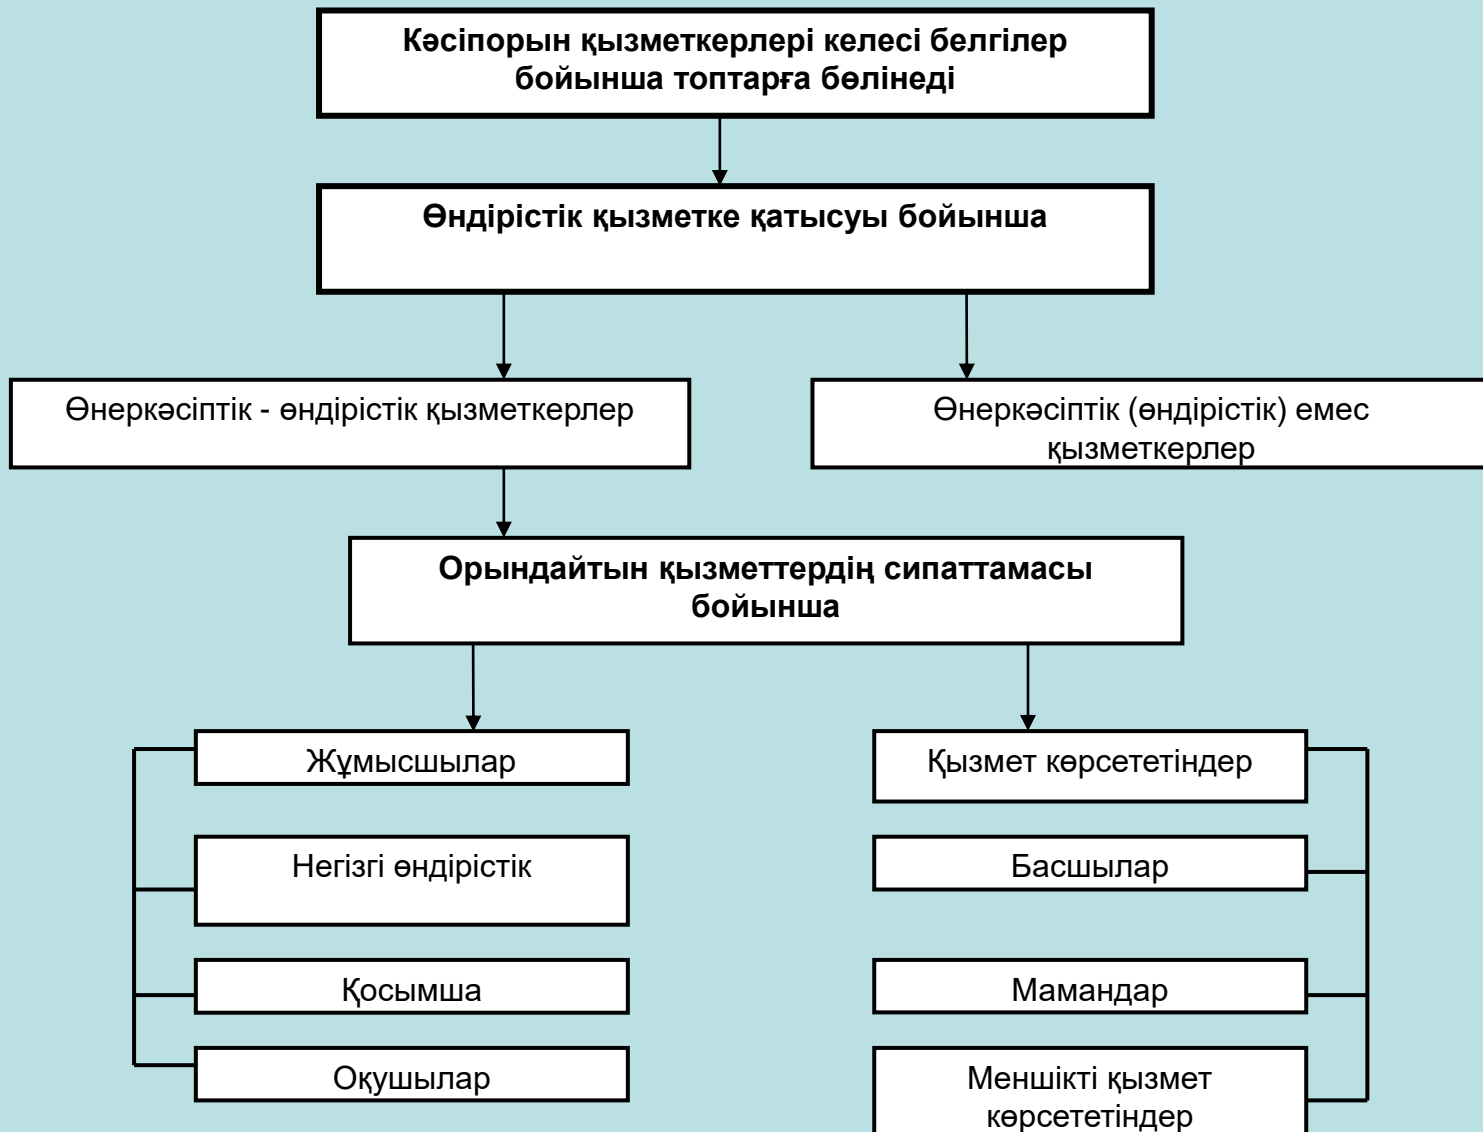 Кәсіпорын қызметкерлері келесі белгілер
бойынша топтарға бөлінеді
Өндірістік қызметке қатысуы бойынша
Өнеркәсіптік - өндірістік қызметкерлер
Өнеркәсіптік (өндірістік) емес
қызметкерлер
Орындайтын қызметтердің сипаттамасы
бойынша
Жұмысшылар
Қызмет көрсететіндер
Негізгі өндірістік
Басшылар
Қосымша
Мамандар
Оқушылар
Меншікті қызмет
көрсететіндер